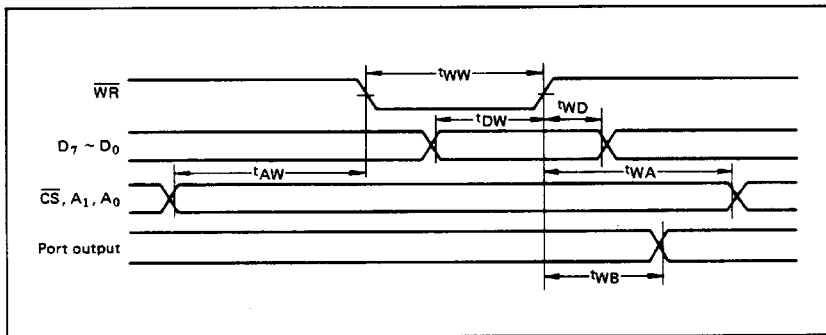 tWW
WR
tDW
tWD
D7 ~ D0
tAW
tWA
CS, A1, A0
Port output
tWB